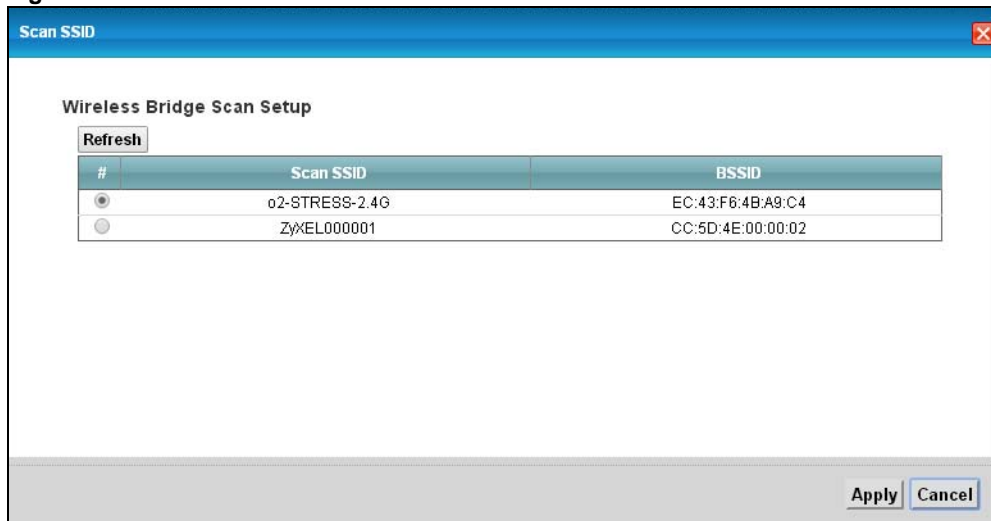 Scan SSID
Wireless Bridge Scan Setup
Refresh
# Scan SSID BSSID
o2-STRESS-2.4G EC:43:F6:4B:A9:C4
ZyXEL000001 CC:5D:4E:00:00:02
Apply Cancel